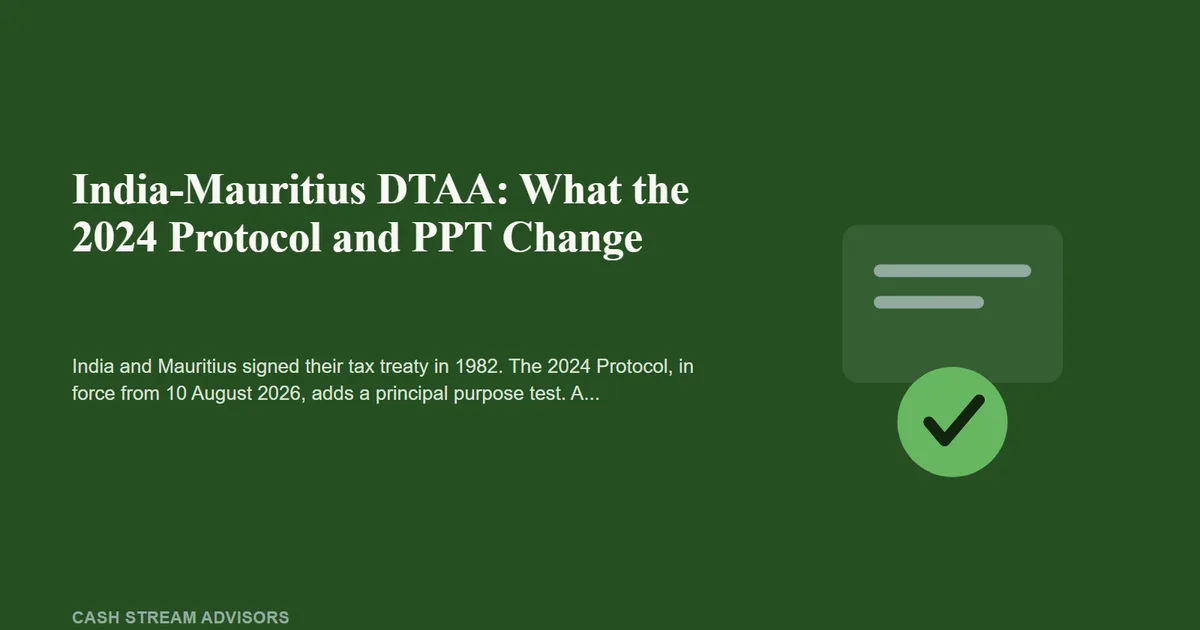 India-Mauritius DTAA: What the
2024 Protocol and PPT Change
India and Mauritius signed their tax treaty in 1982. The 2024 Protocol, in
force from 10 August 2026, adds a principal purpose test. A...
CASH STREAM ADVISORS